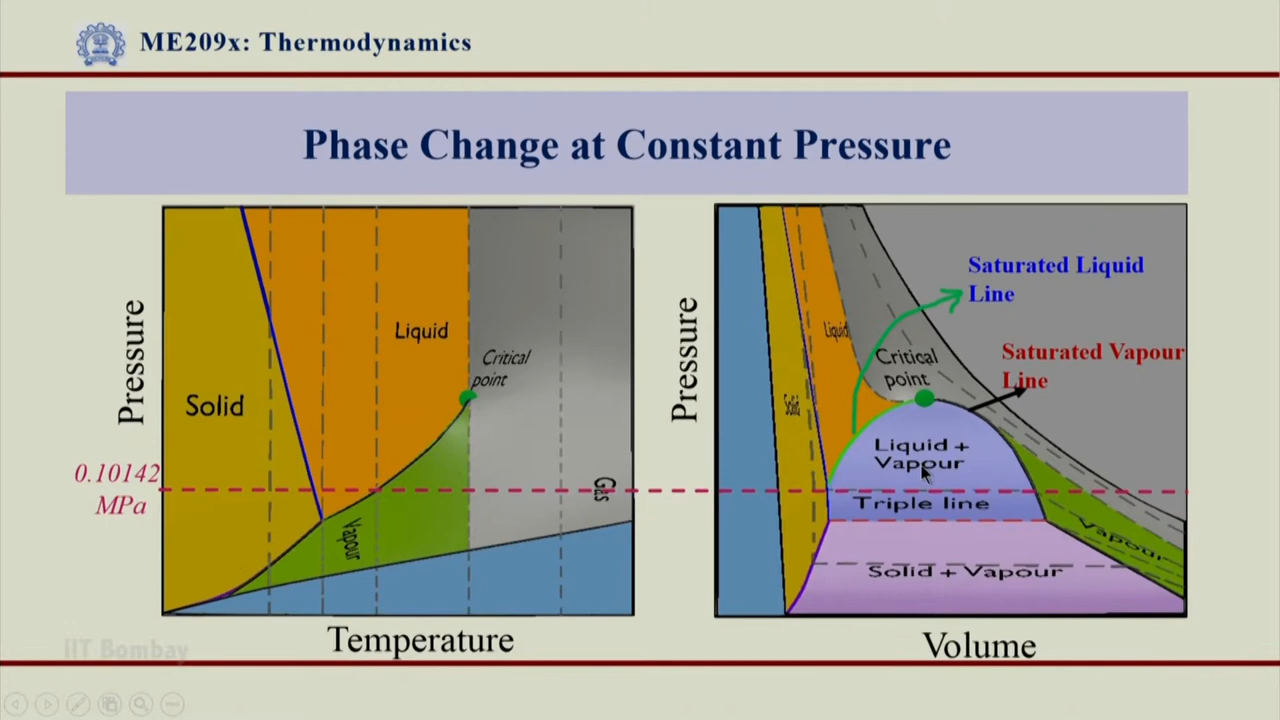 ME209x: Thermodynamics
Phase Change at Constant Pressure
Pressure
Solid
Liquid
Critical
point
Vapour
Gas
0.10142
MPa
Temperature
Pressure
Solid
Liquid
Critical
point
Saturated Liquid
Line
Saturated Vapour
Line
Liquid +
Vapour
Triple line
Vapour
Solid + Vapour
Volume
IIT Bombay